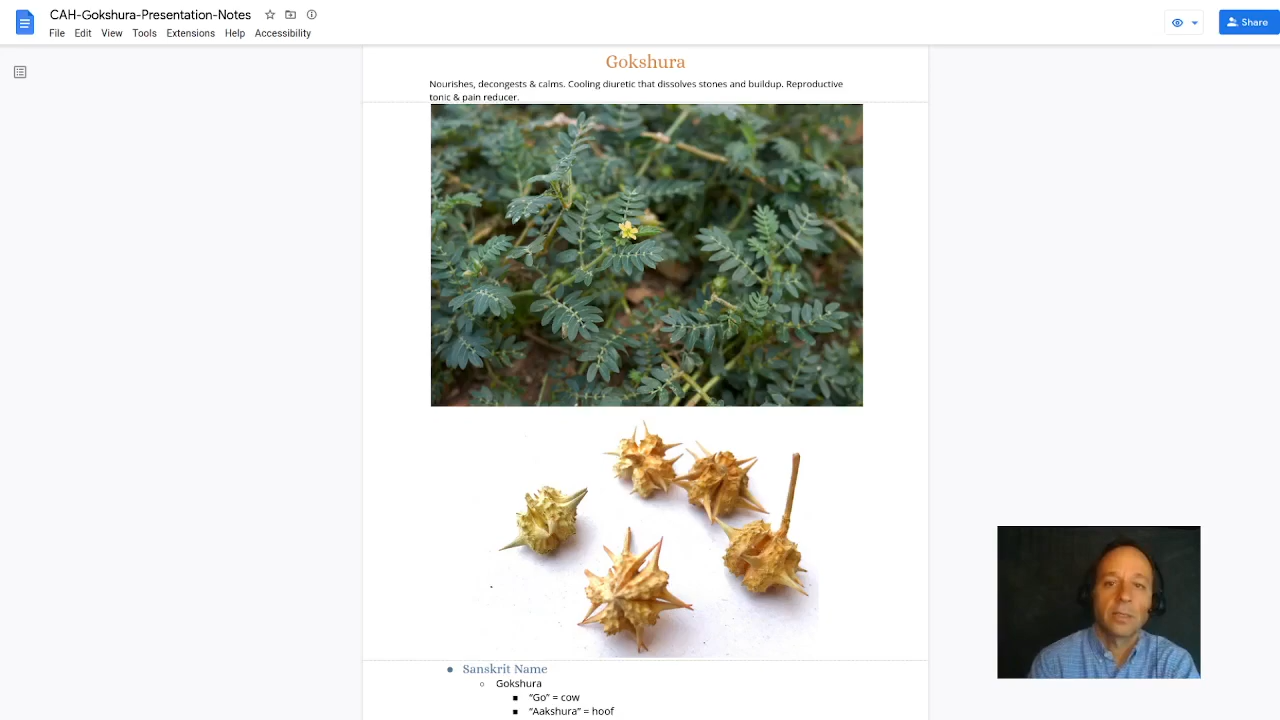 CAH-Gokshura-Presentation-Notes
File Edit View Tools Extensions Help Accessibility
Share
Gokshura
Nourishes, decongests & calms. Cooling diuretic that dissolves stones and buildup. Reproductive
tonic & pain reducer.
Sanskrit Name
Gokshura
“Go” = cow
“Aakshura” = hoof